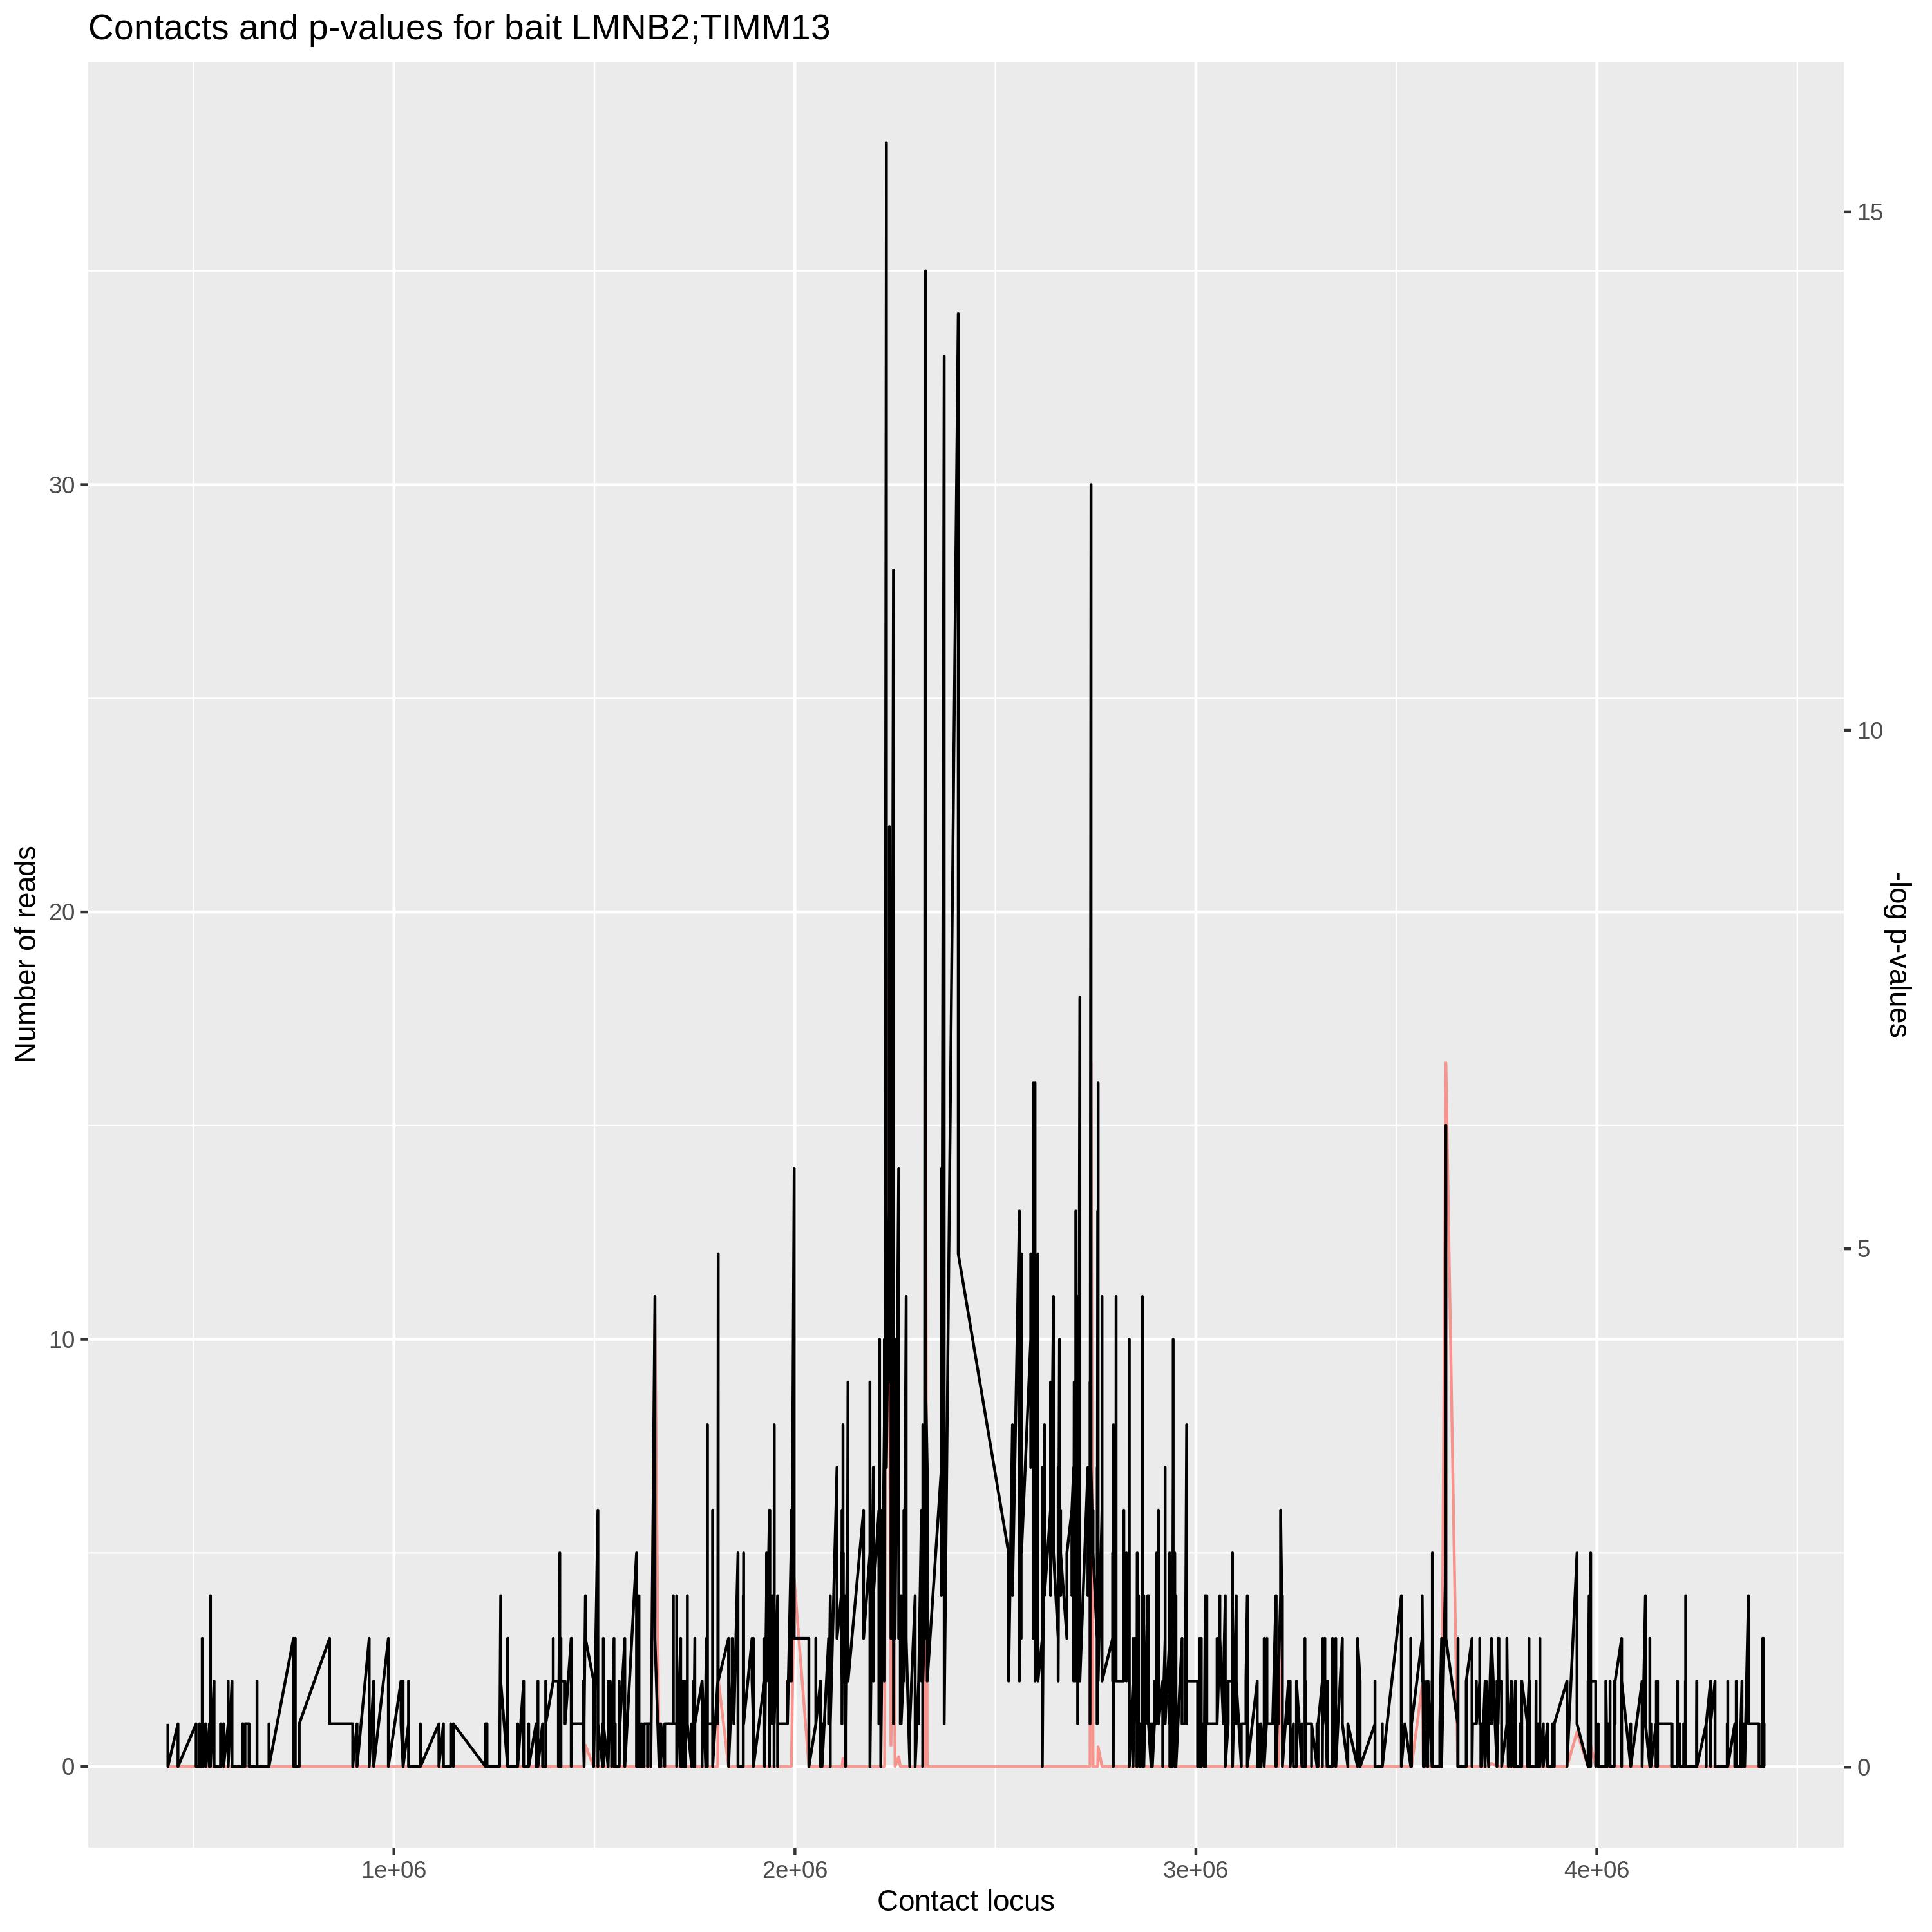 Contacts and p-values for bait LMNB2;TIMM13
Number of reads
30
20
10
0
15
10
5
0
-log p-values
1e+06
2e+06
3e+06
4e+06
Contact locus